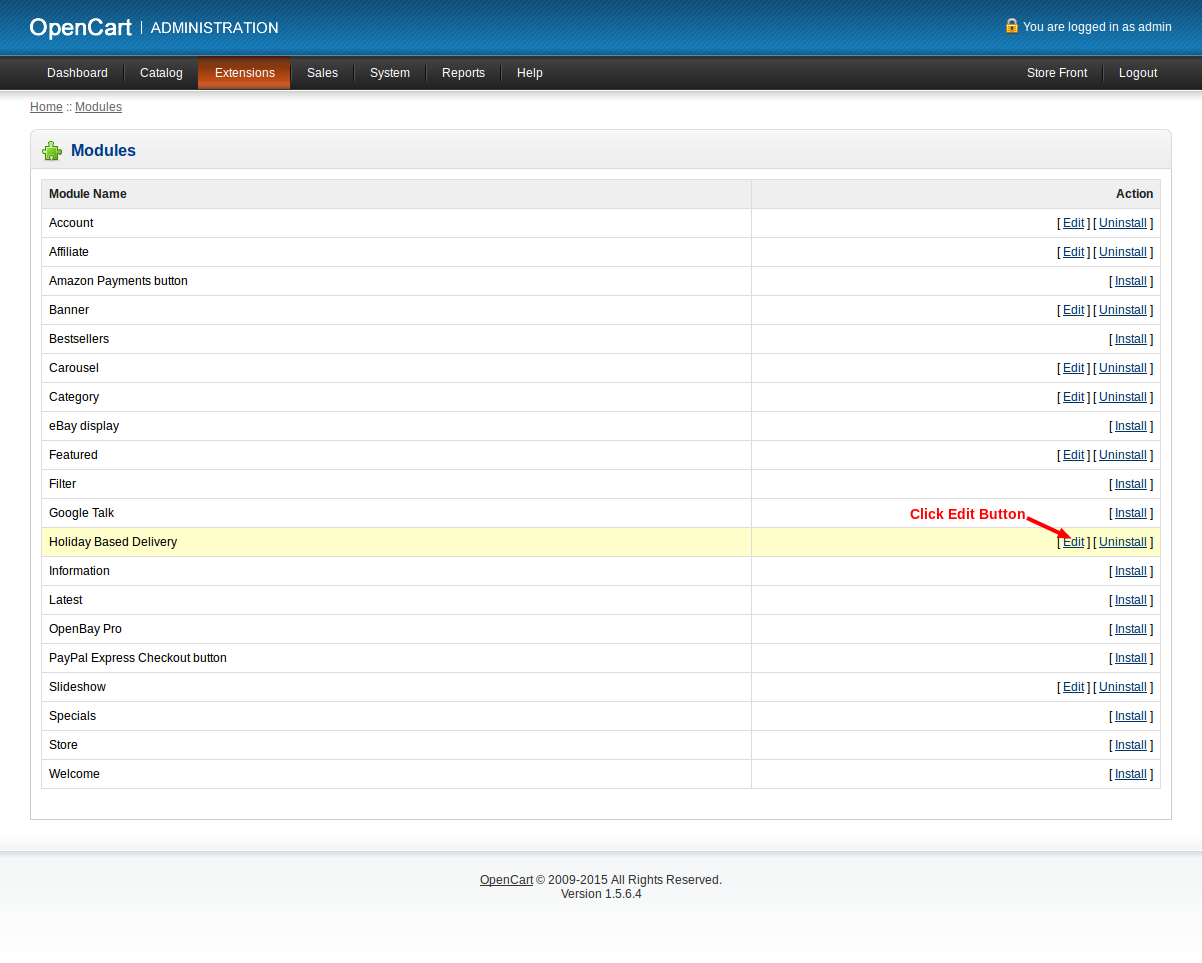 OpenCart | ADMINISTRATION You are logged in as admin
Dashboard Catalog Extensions Sales System Reports Help Store Front Logout
Home :: Modules
Modules
Module Name Action
Account [ Edit ] [ Uninstall ]
Affiliate [ Edit ] [ Uninstall ]
Amazon Payments button [ Install ]
Banner [ Edit ] [ Uninstall ]
Bestsellers [ Install ]
Carousel [ Edit ] [ Uninstall ]
Category [ Edit ] [ Uninstall ]
eBay display [ Install ]
Featured [ Edit ] [ Uninstall ]
Filter [ Install ]
Google Talk [ Install ]
Click Edit Button
Holiday Based Delivery [ Edit ] [ Uninstall ]
Information [ Install ]
Latest [ Install ]
OpenBay Pro [ Install ]
PayPal Express Checkout button [ Install ]
Slideshow [ Edit ] [ Uninstall ]
Specials [ Install ]
Store [ Install ]
Welcome [ Install ]
OpenCart © 2009-2015 All Rights Reserved.
Version 1.5.6.4